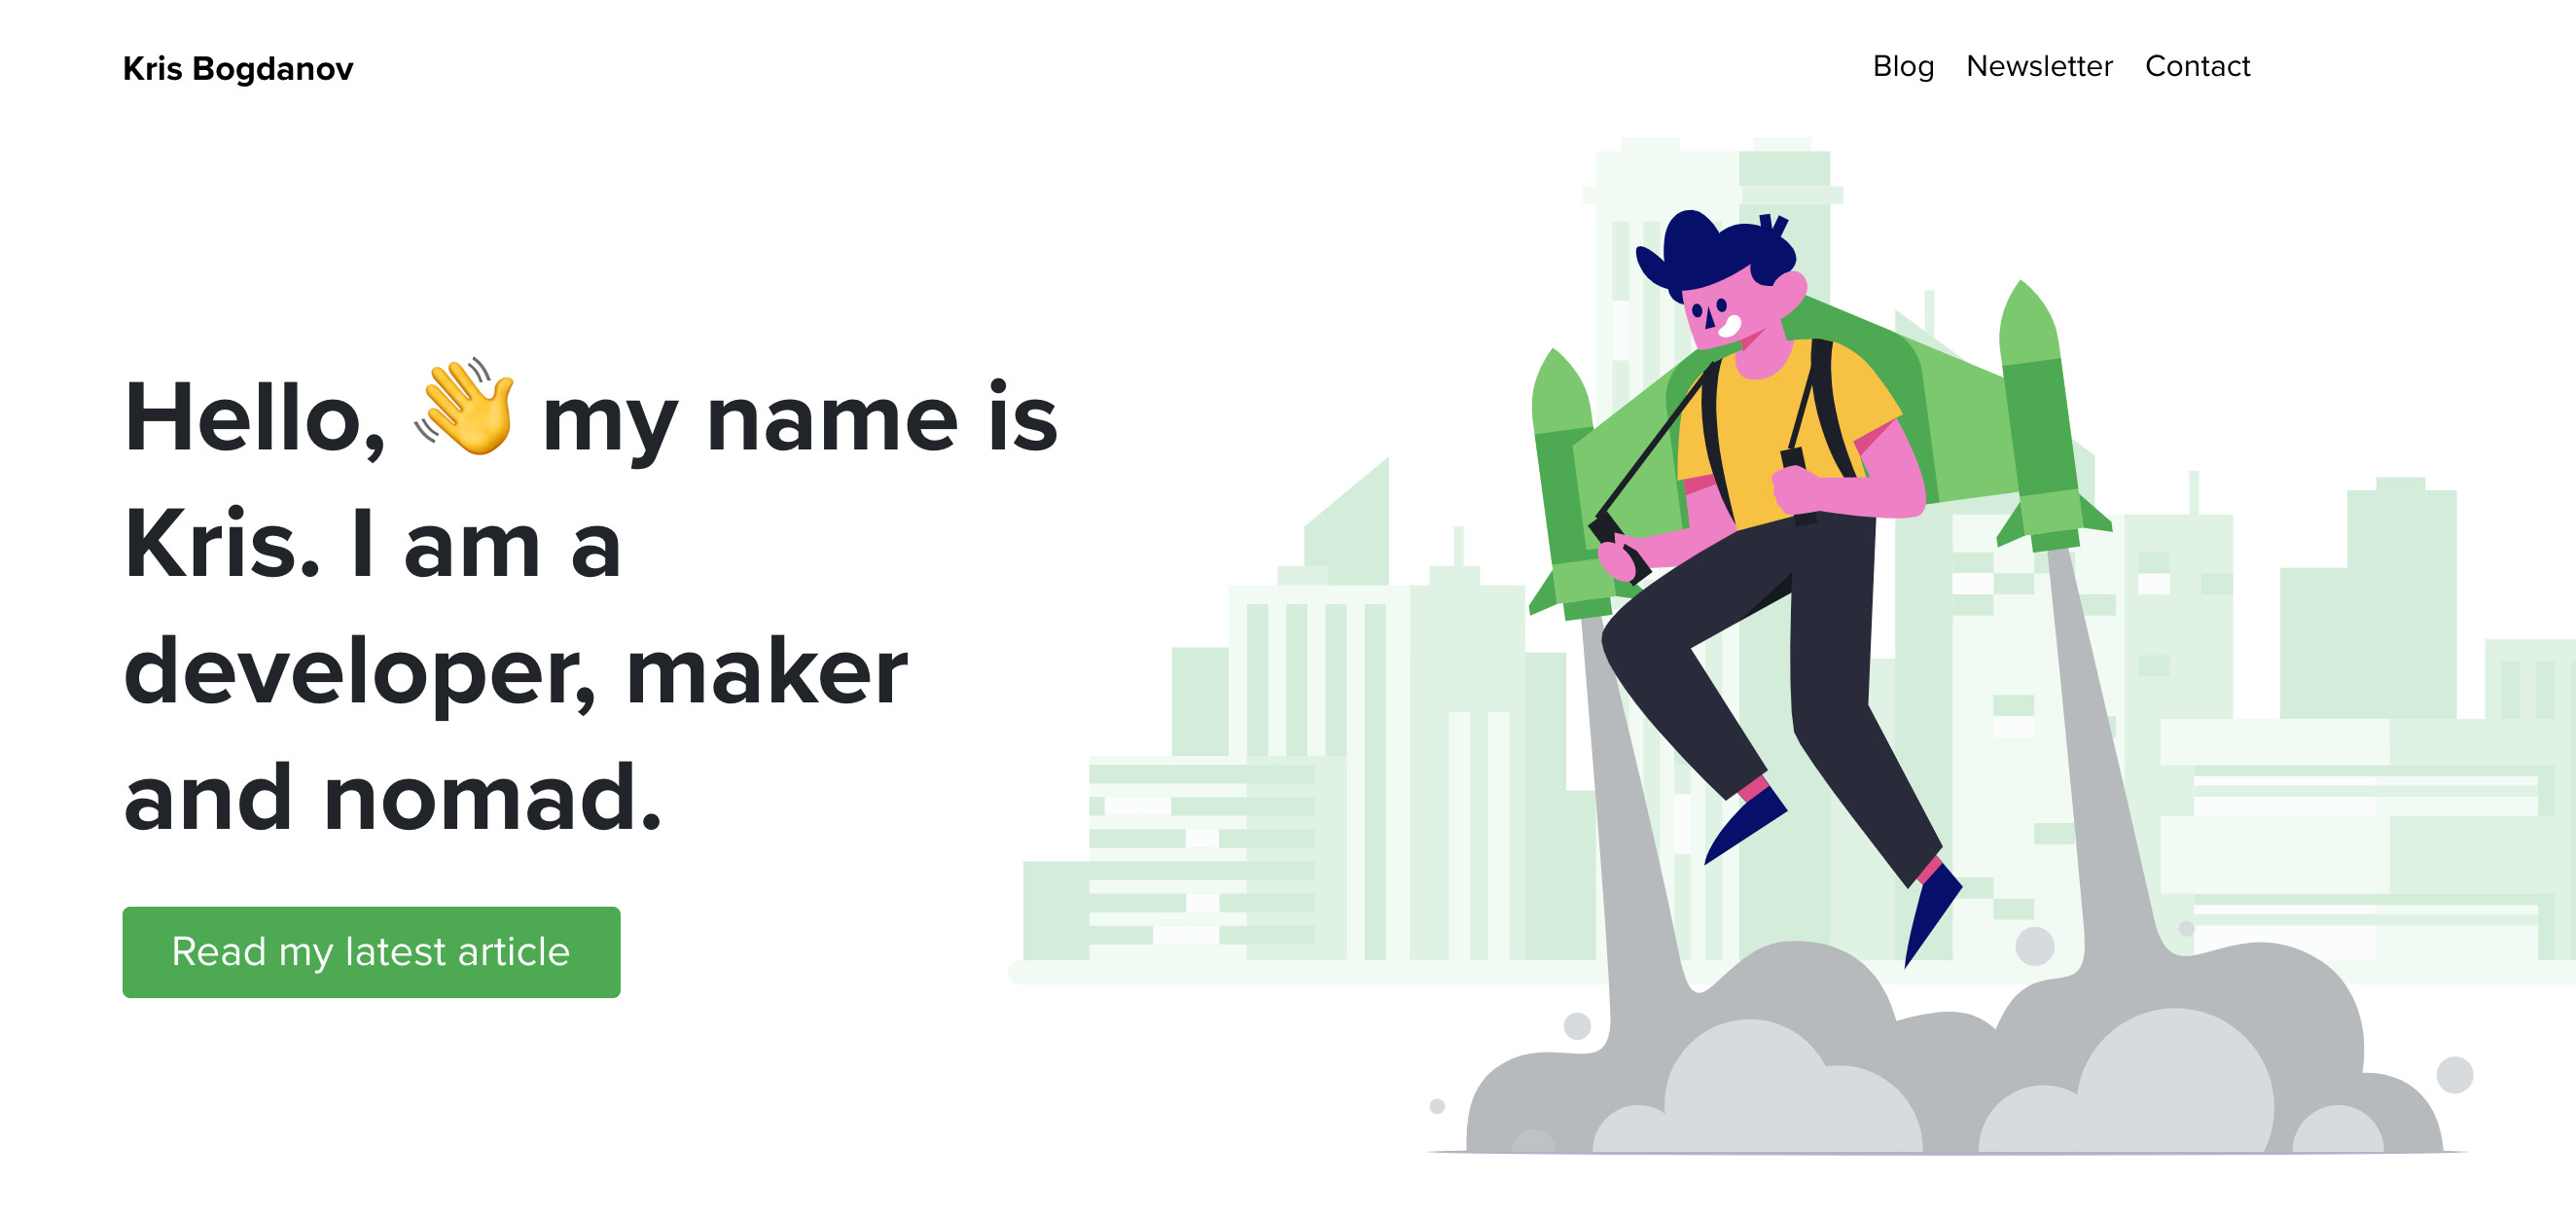 Kris Bogdanov
Blog Newsletter Contact
Hello, 👋 my name is
Kris. I am a
developer, maker
and nomad.
Read my latest article